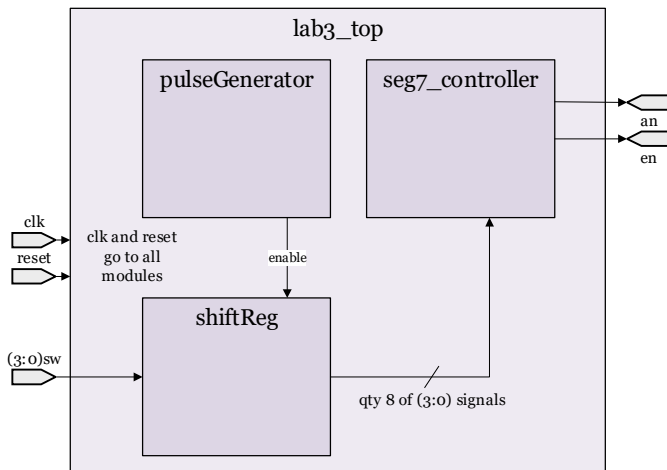 lab3_top
pulseGenerator
seg7_controller
an
en
clk
reset
clk and reset
go to all
modules
enable
shiftReg
(3:0)sw
qty 8 of (3:0) signals